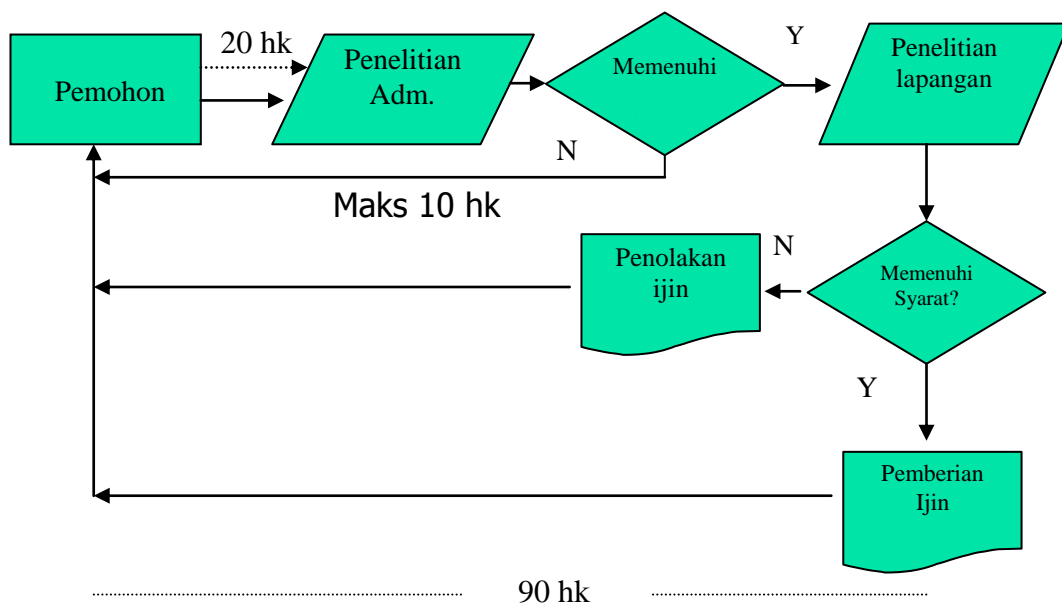 20 hk
Pemohon
Penelitian
Adm.
Memenuhi
Y
Penelitian
lapangan
N
Maks 10 hk
Penolakan
ijin
N
Memenuhi
Syarat?
Y
Pemberian
Ijin
90 hk